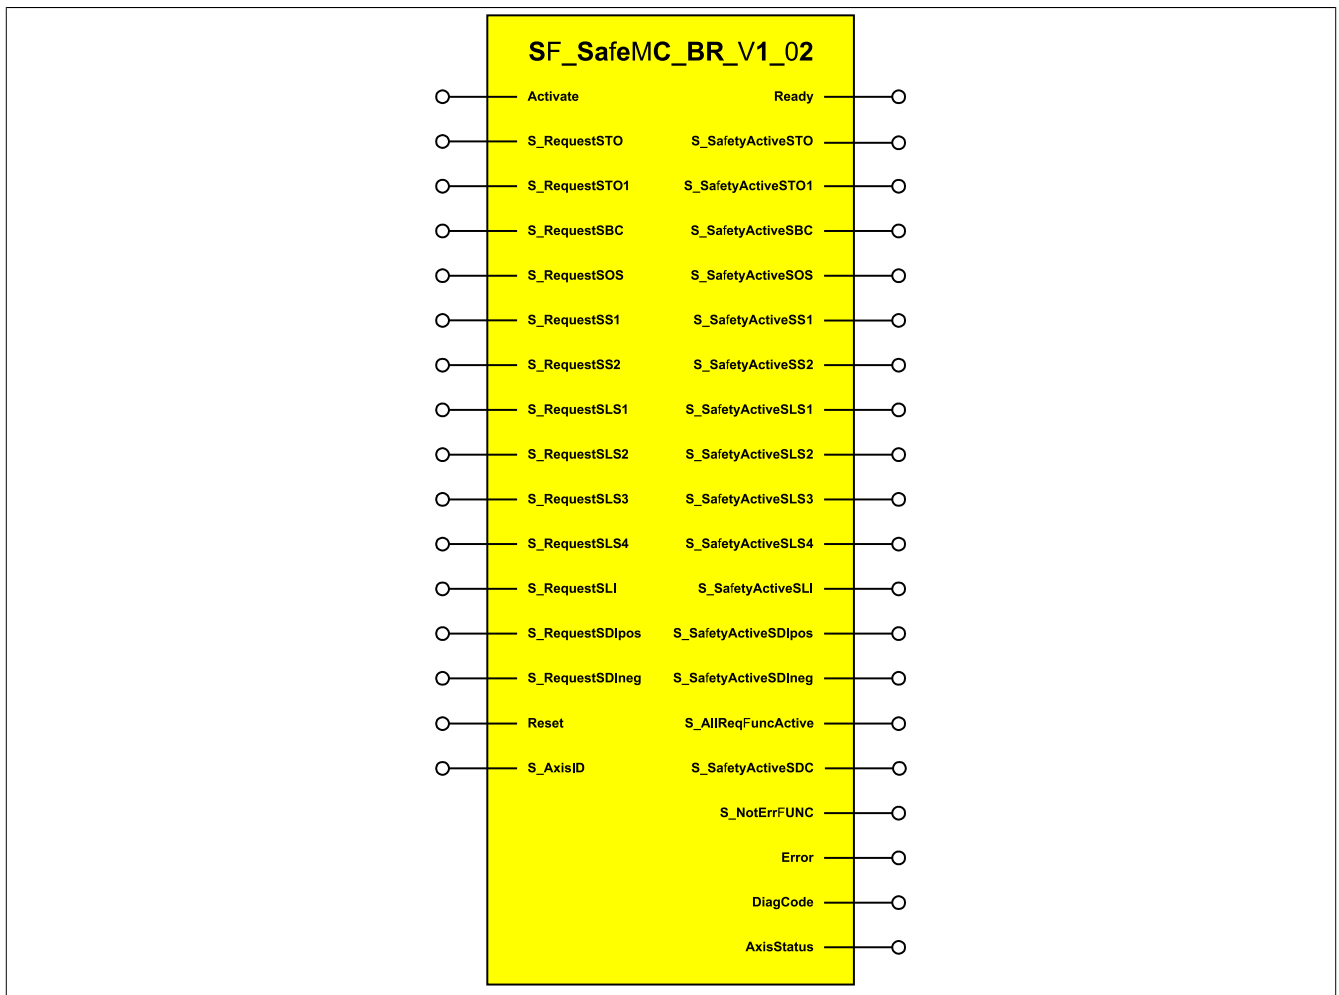 SF_SafeMC_BR_V1_02
Activate Ready
S_RequestSTO S_SafetyActiveSTO
S_RequestSTO1 S_SafetyActiveSTO1
S_RequestSBC S_SafetyActiveSBC
S_RequestSOS S_SafetyActiveSOS
S_RequestSS1 S_SafetyActiveSS1
S_RequestSS2 S_SafetyActiveSS2
S_RequestSLS1 S_SafetyActiveSLS1
S_RequestSLS2 S_SafetyActiveSLS2
S_RequestSLS3 S_SafetyActiveSLS3
S_RequestSLS4 S_SafetyActiveSLS4
S_RequestSLI S_SafetyActiveSLI
S_RequestSDIpos S_SafetyActiveSDIpos
S_RequestSDIneg S_SafetyActiveSDIneg
Reset S_AllReqFuncActive
S_AxisID S_SafetyActiveSDC
S_NotErrFUNC
Error
DiagCode
AxisStatus